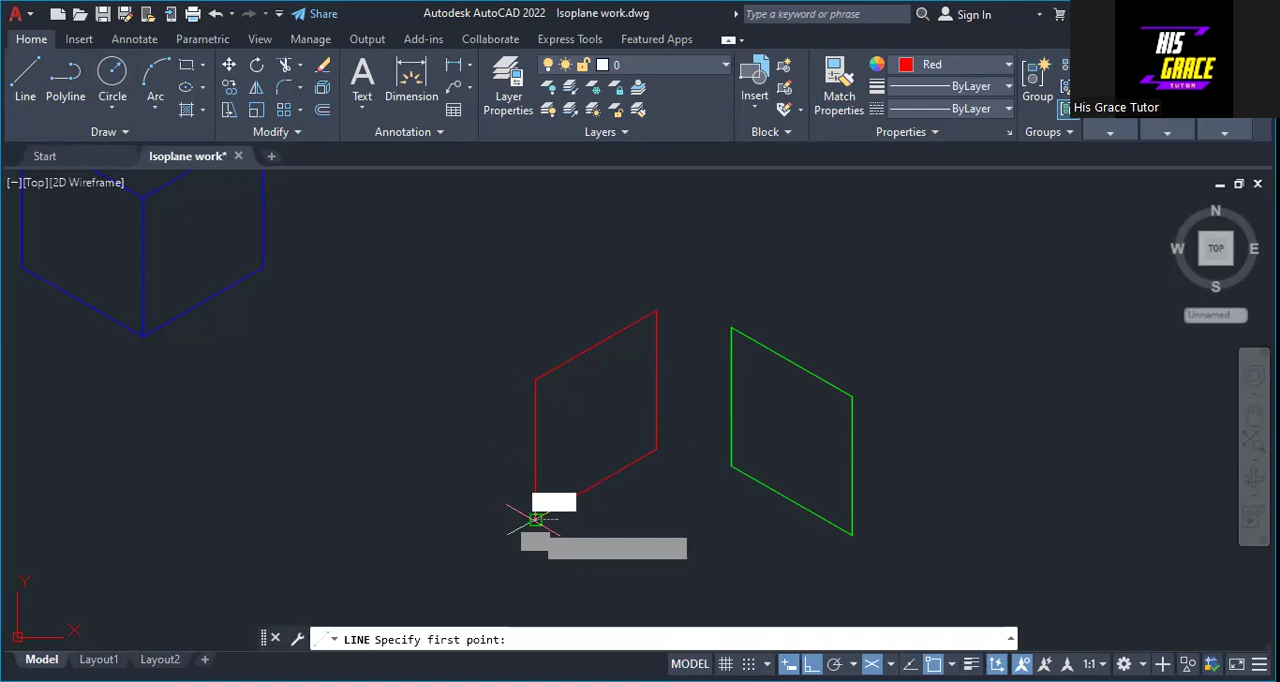 Share
Autodesk AutoCAD 2022 Isoplane work.dwg
Type a keyword or phrase
Sign In
Home Insert Annotate Parametric View Manage Output Add-ins Collaborate Express Tools Featured Apps
HIS
GRACE
TUTOR
His Grace Tutor
Line Polyline Circle Arc
Text Dimension
Layer
Properties
0
Insert
Match
Properties
Red
ByLayer
ByLayer
Group
Draw Modify Annotation Layers Block Properties Groups
Start Isoplane work*
[−][Top][2D Wireframe]
N
W TOP E
S
Unnamed
Y
X
LINE Specify first point:
Model Layout1 Layout2
MODEL 1:1